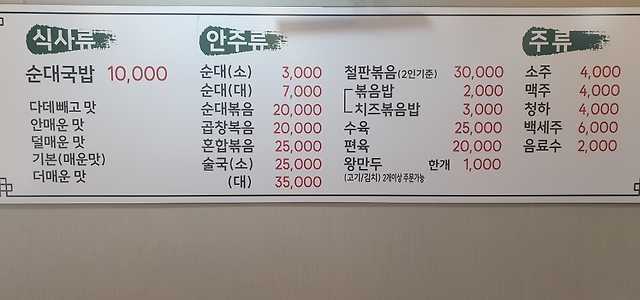 식사류
순대국밥 10,000
다데빼고 맛
안매운 맛
덜매운 맛
기본(매운맛)
더매운 맛
안주류
순대(소) 3,000
순대(대) 7,000
순대볶음 20,000
곱창볶음 20,000
혼합볶음 25,000
술국(소) 25,000
(대) 35,000
철판볶음(2인기준) 30,000
볶음밥 2,000
치즈볶음밥 3,000
수육 25,000
편육 20,000
왕만두 한개 1,000
(고기/김치) 2개이상 주문가능
주류
소주 4,000
맥주 4,000
청하 4,000
백세주 6,000
음료수 2,000